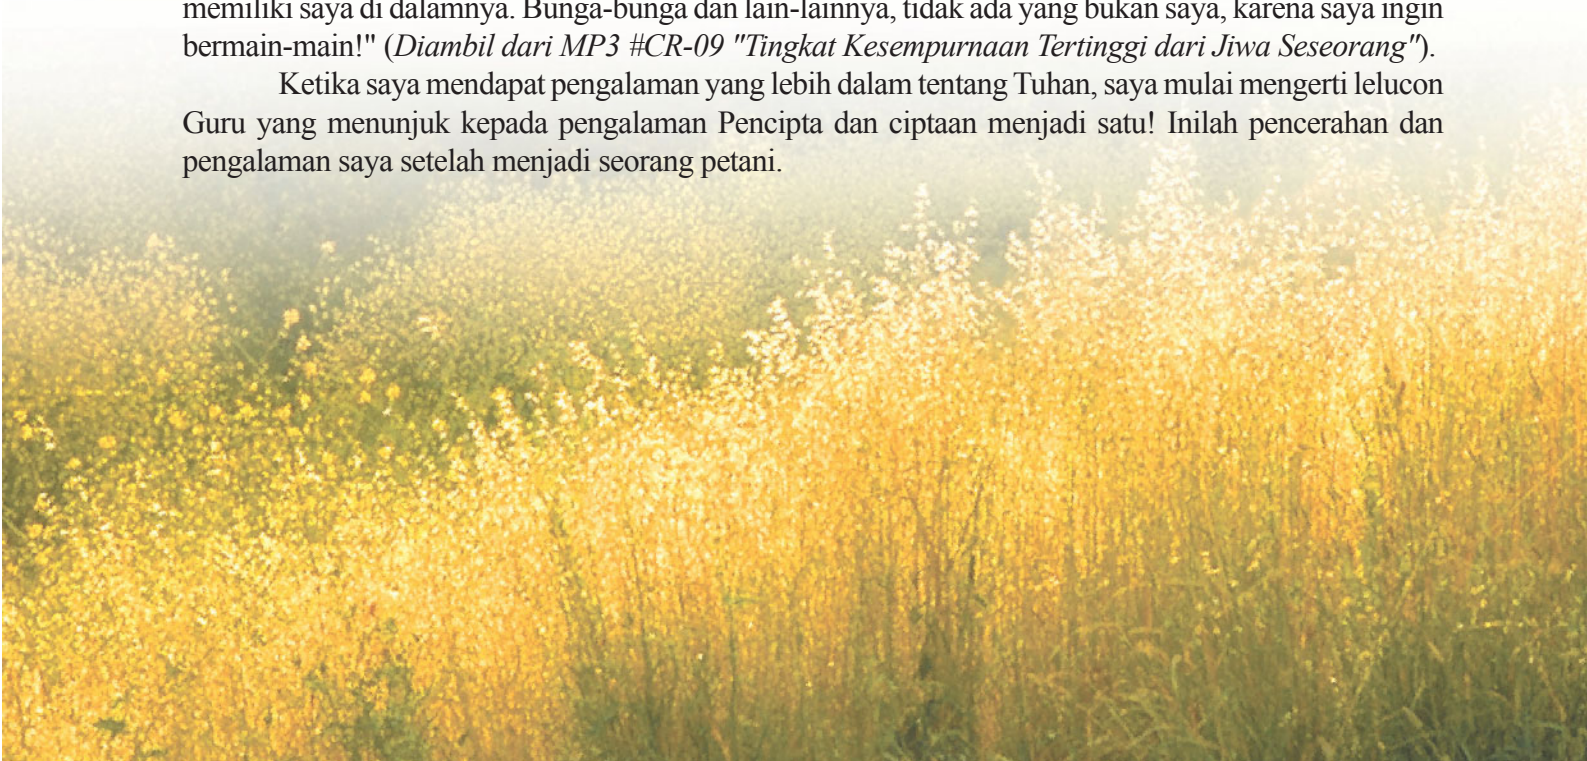 memiliki saya di dalamnya. Bunga-bunga dan lain-lainnya, tidak ada yang bukan saya, karena saya ingin
bermain-main!" (Diambil dari MP3 #CR-09 "Tingkat Kesempurnaan Tertinggi dari Jiwa Seseorang").
Ketika saya mendapat pengalaman yang lebih dalam tentang Tuhan, saya mulai mengerti lelucon
Guru yang menunjuk kepada pengalaman Pencipta dan ciptaan menjadi satu! Inilah pencerahan dan
pengalaman saya setelah menjadi seorang petani.